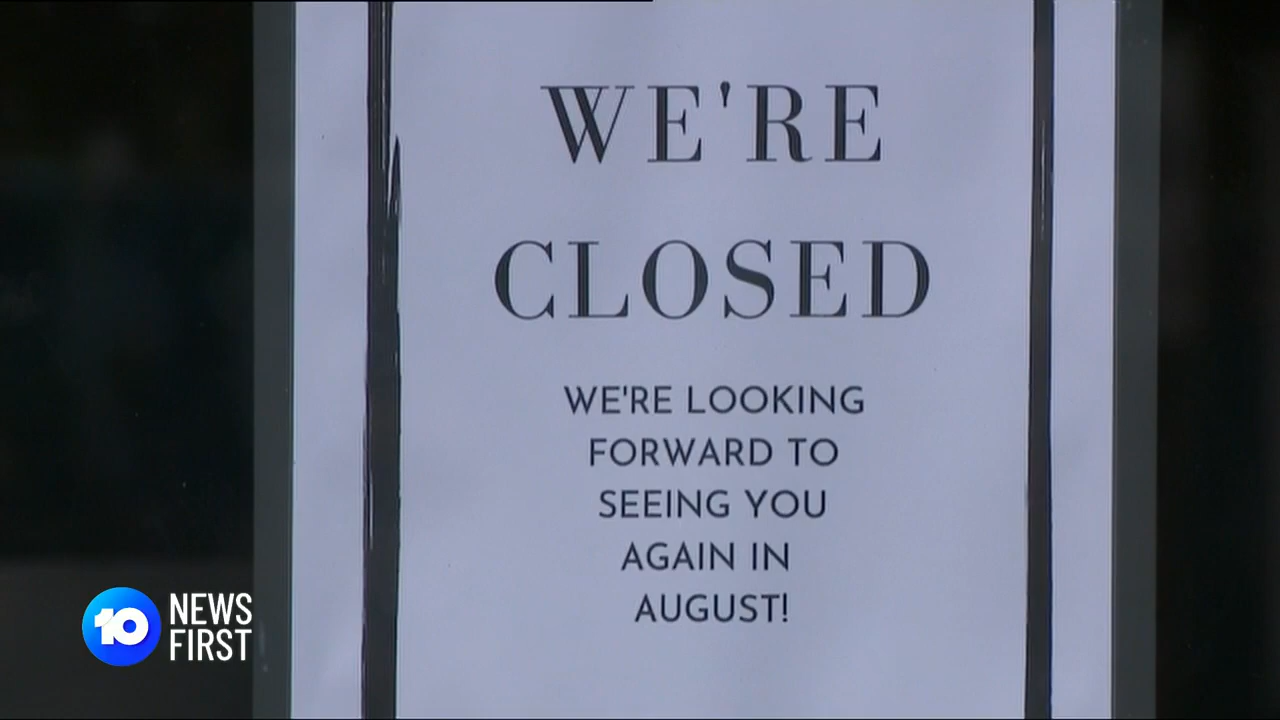 WE'RE
CLOSED
WE'RE LOOKING
FORWARD TO
SEEING YOU
AGAIN IN
AUGUST!
10 NEWS
FIRST